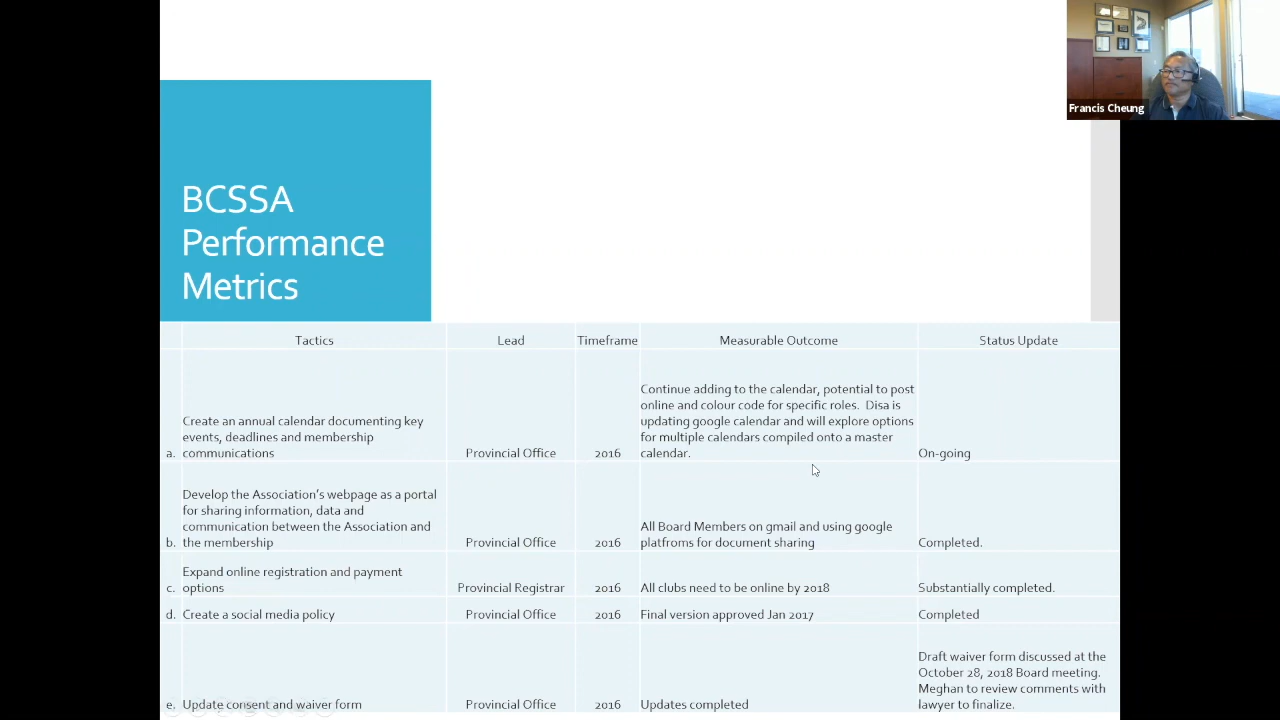 Francis Cheung
BCSSA
Performance
Metrics
Tactics Lead Timeframe Measurable Outcome Status Update
a. Create an annual calendar documenting key
events, deadlines and membership
communications
Provincial Office
2016
Continue adding to the calendar, potential to post
online and colour code for specific roles. Disa is
updating google calendar and will explore options
for multiple calendars compiled onto a master
calendar.
On-going
b. Develop the Association's webpage as a portal
for sharing information, data and
communication between the Association and
the membership
Provincial Office
2016
All Board Members on gmail and using google
platfroms for document sharing
Completed.
c. Expand online registration and payment
options
Provincial Registrar
2016
All clubs need to be online by 2018
Substantially completed.
d. Create a social media policy
Provincial Office
2016
Final version approved Jan 2017
Completed
e. Update consent and waiver form
Provincial Office
2016
Updates completed
Draft waiver form discussed at the
October 28, 2018 Board meeting.
Meghan to review comments with
lawyer to finalize.